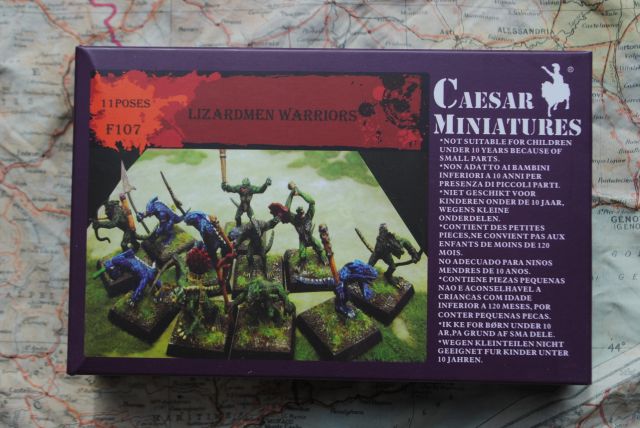 11 POSES
F107
LIZARDMEN WARRIORS
CAESAR
MINIATURES
®
*NOT SUITABLE FOR CHILDREN
UNDER 10 YEARS BECAUSE OF
SMALL PARTS.
*NON ADATTO AI BAMBINI
INFERIORI A 10 ANNI PER
PRESENZA DI PICCOLI PARTI.
*NIET GESCHIKT VOOR
KINDEREN ONDER DE 10 JAAR,
WEGENS KLEINE
ONDERDELEN.
*CONTIENT DES PETITES
PIECES,NE CONVIENT PAS AUX
ENFANTS DE MOINS DE 120
MOIS.
NO ADECUADO PARA NINOS
MENDRES DE 10 AÑOS.
*CONTIENE PIEZAS PEQUENAS
NAO E ACONSELHAVEL A
CRIANCAS COM IDADE
INFERIOR A 120 MESES, POR
CONTER PEQUENAS PECAS.
*IK KE FOR BØRN UNDER 10
AR,PA GRUND AF SMA DELE.
*WEGEN KLEINTEILEN NICHT
GEEIGNET FUR KINDER UNTER
10 JAHREN.
ALESSANDRIA
44°